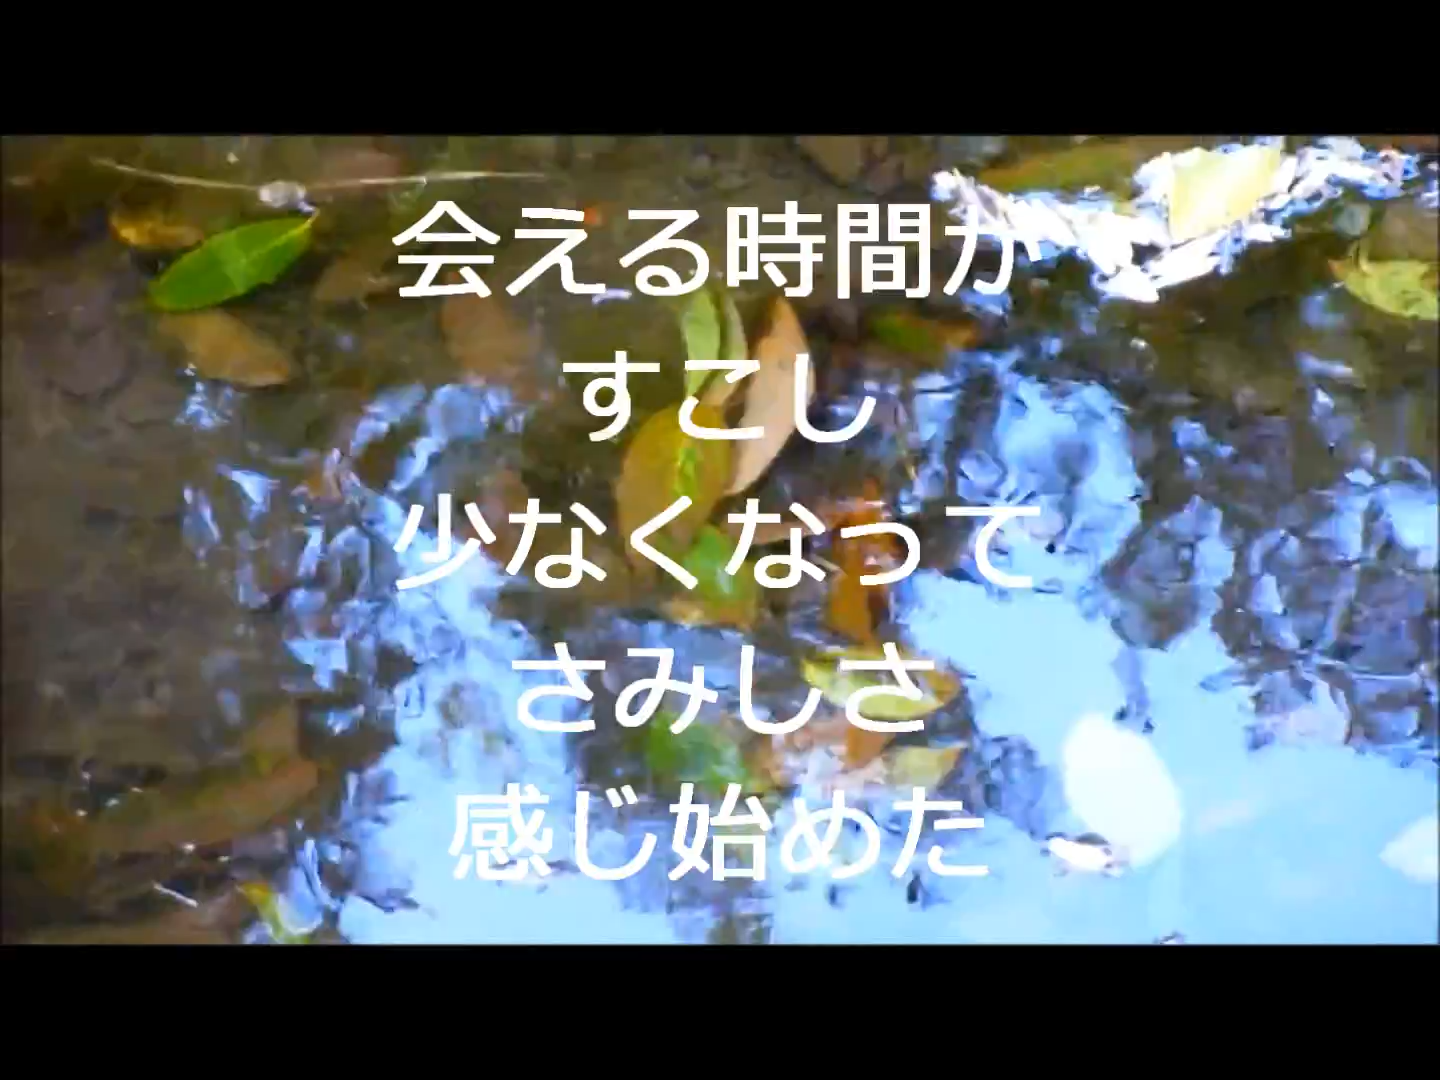 会える時間が
すこし
少なくなって
さみしさ
感じ始めた